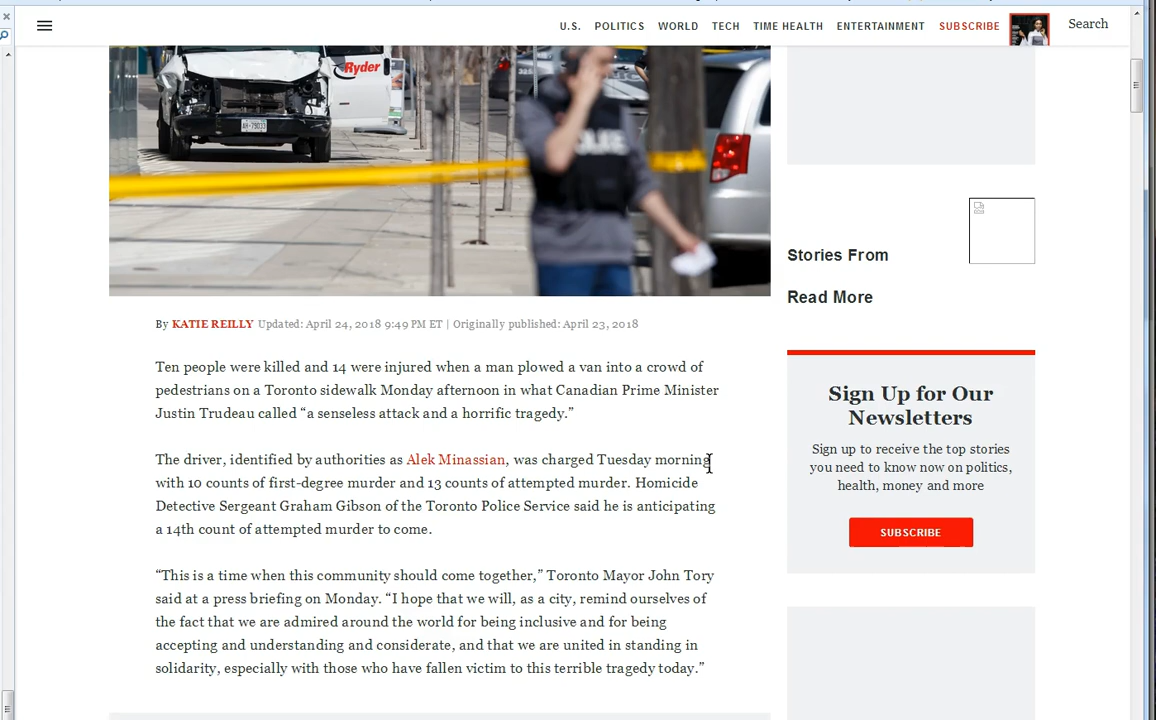 U.S. POLITICS WORLD TECH TIME HEALTH ENTERTAINMENT SUBSCRIBE Search
Ryder
Stories From
Read More
By KATIE REILLY Updated: April 24, 2018 9:49 PM ET | Originally published: April 23, 2018
Ten people were killed and 14 were injured when a man plowed a van into a crowd of
pedestrians on a Toronto sidewalk Monday afternoon in what Canadian Prime Minister
Justin Trudeau called “a senseless attack and a horrific tragedy.”
The driver, identified by authorities as Alek Minassian, was charged Tuesday morning
with 10 counts of first-degree murder and 13 counts of attempted murder. Homicide
Detective Sergeant Graham Gibson of the Toronto Police Service said he is anticipating
a 14th count of attempted murder to come.
“This is a time when this community should come together,” Toronto Mayor John Tory
said at a press briefing on Monday. “I hope that we will, as a city, remind ourselves of
the fact that we are admired around the world for being inclusive and for being
accepting and understanding and considerate, and that we are united in standing in
solidarity, especially with those who have fallen victim to this terrible tragedy today.”
Sign Up for Our
Newsletters
Sign up to receive the top stories
you need to know now on politics,
health, money and more
SUBSCRIBE